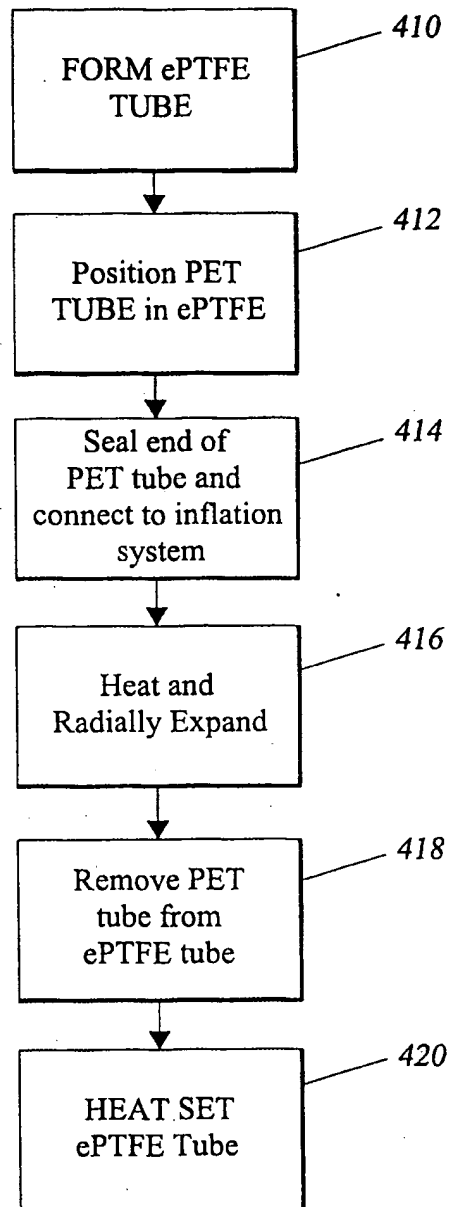 410
FORM ePTFE
TUBE
412
Position PET
TUBE in ePTFE
414
Seal end of
PET tube and
connect to inflation
system
416
Heat and
Radially Expand
418
Remove PET
tube from
ePTFE tube
420
HEAT SET
ePTFE Tube